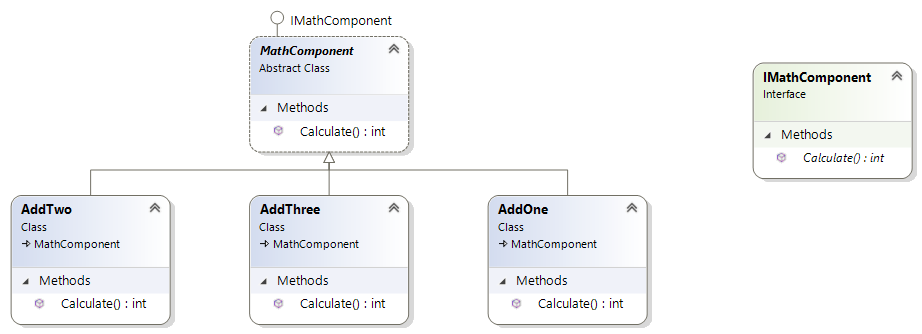 IMathComponent
MathComponent
Abstract Class
Methods
Calculate() : int
IMathComponent
Interface
Methods
Calculate() : int
AddTwo
Class
MathComponent
Methods
Calculate() : int
AddThree
Class
MathComponent
Methods
Calculate() : int
AddOne
Class
MathComponent
Methods
Calculate() : int